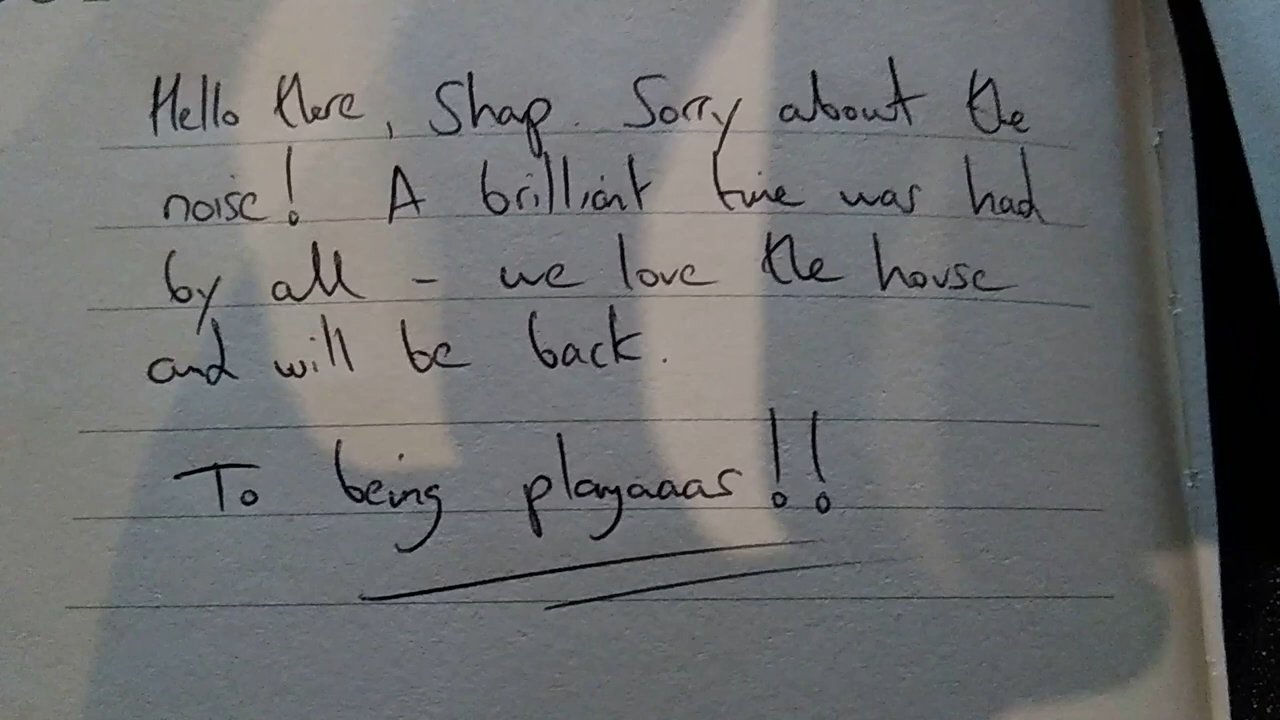 Hello there, Shap. Sorry about the
noise! A brilliant time was had
by all - we love the house
and will be back.
To being playaaas!!